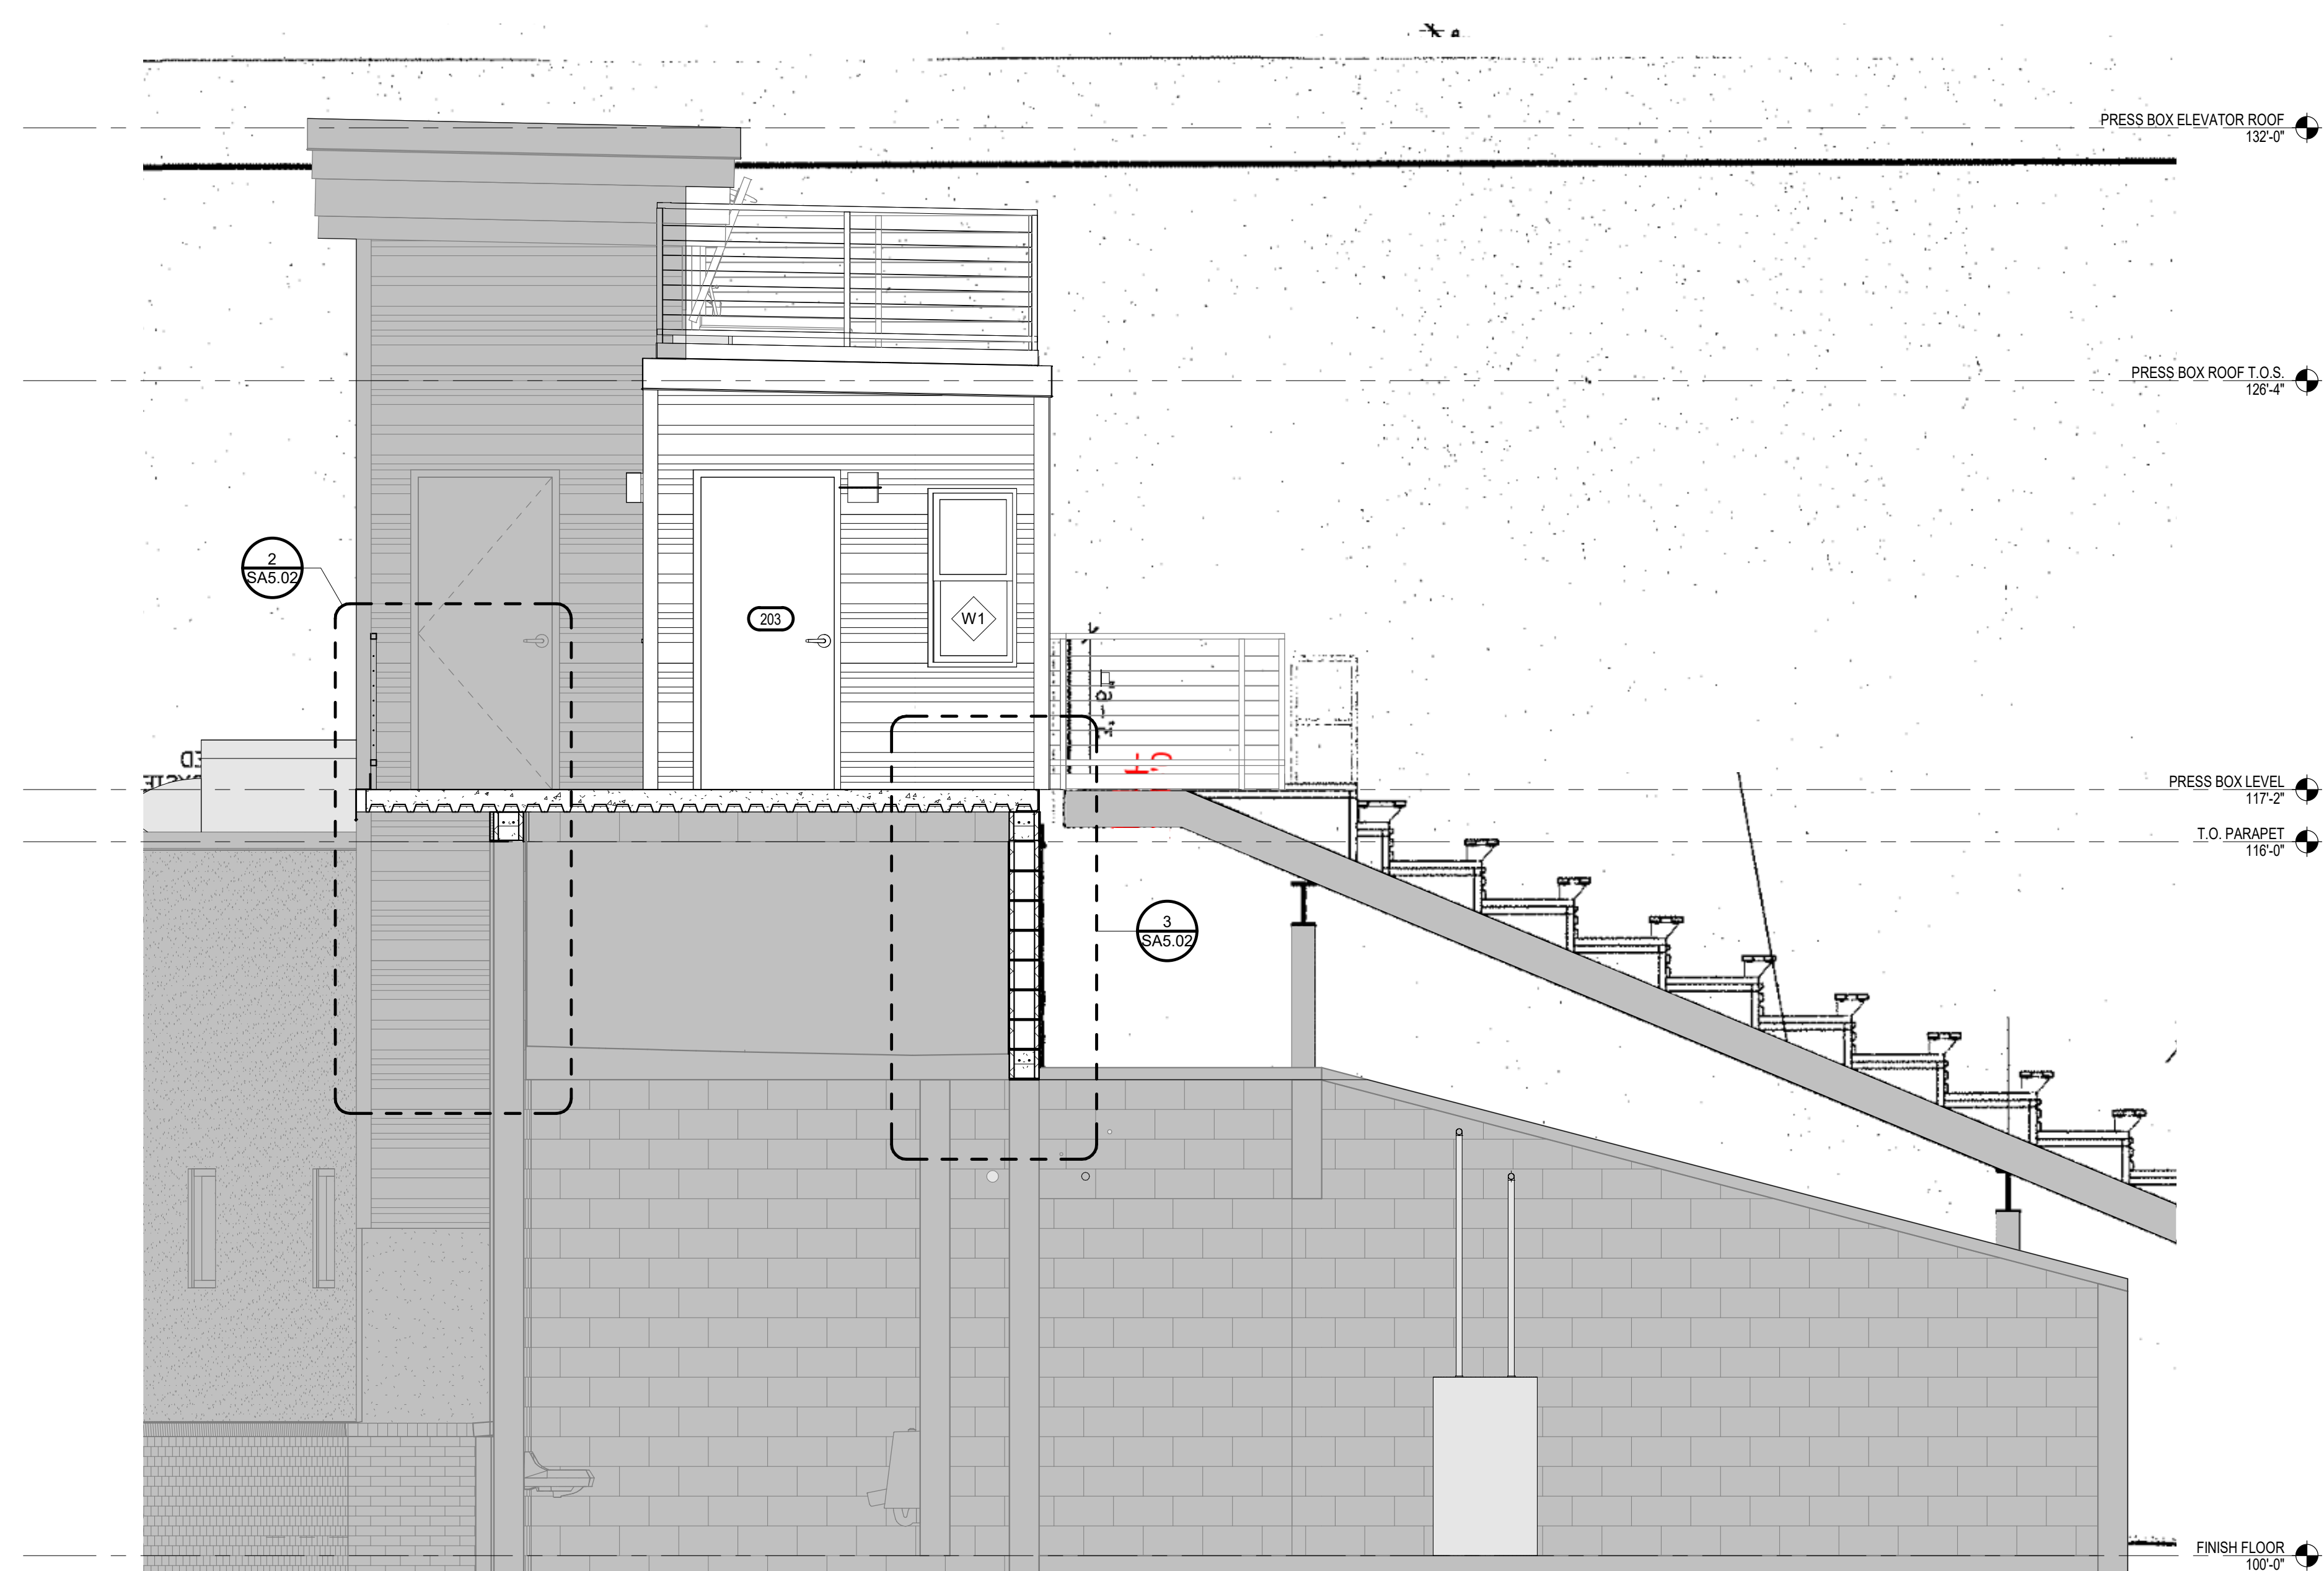 PRESS BOX ELEVATOR ROOF
132'-0"
PRESS BOX ROOF T.O.S.
126'-4"
2
SA5.02
203
W1
PRESS BOX LEVEL
117'-2"
T.O. PARAPET
116'-0"
3
SA5.02
FINISH FLOOR
100'-0"